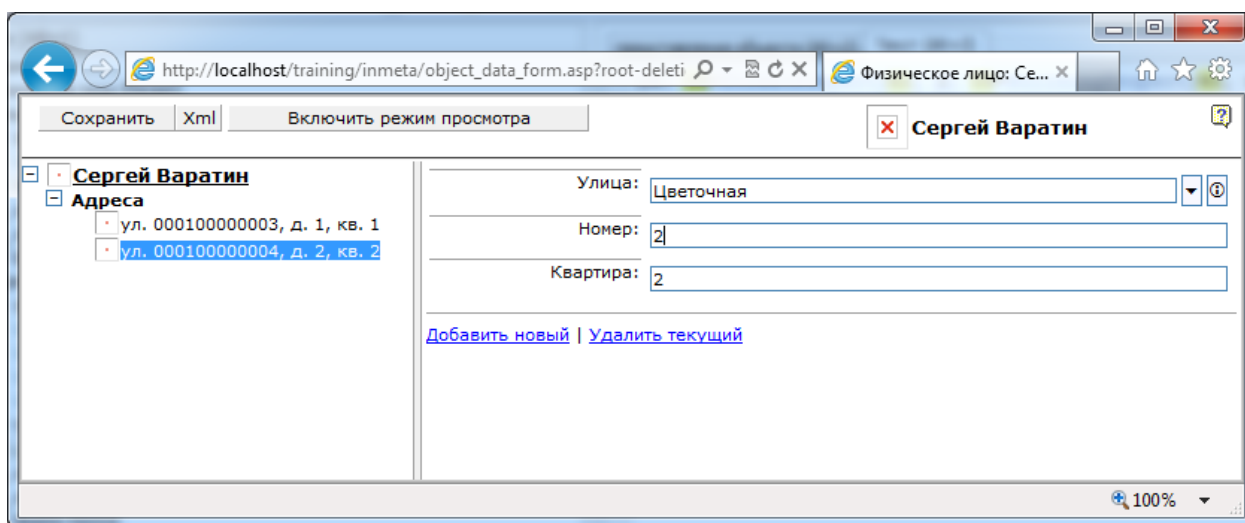 http://localhost/training/inmeta/object_data_form.asp?root-deleti
Физическое лицо: Се...
Сохранить Xml Включить режим просмотра
Сергей Варатин
Сергей Варатин
Адреса
ул. 000100000003, д. 1, кв. 1
ул. 000100000004, д. 2, кв. 2
Улица: Цветочная
Номер: 2
Квартира: 2
Добавить новый | Удалить текущий
100%